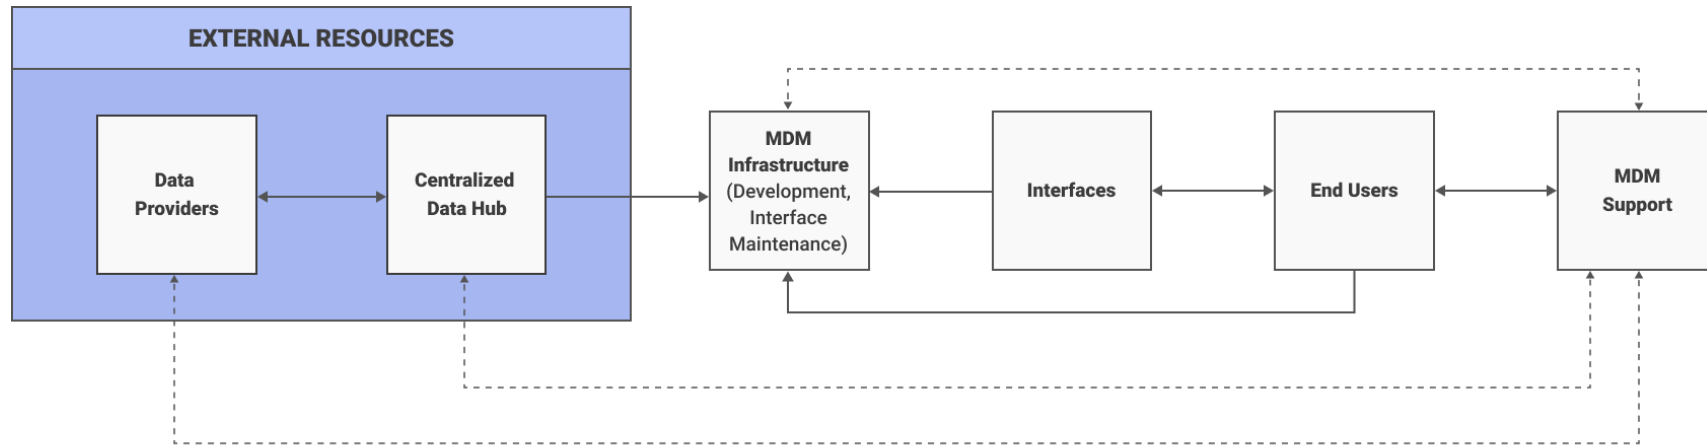 EXTERNAL RESOURCES
Data
Providers
Centralized
Data Hub
MDM
Infrastructure
(Development,
Interface
Maintenance)
Interfaces
End Users
MDM
Support